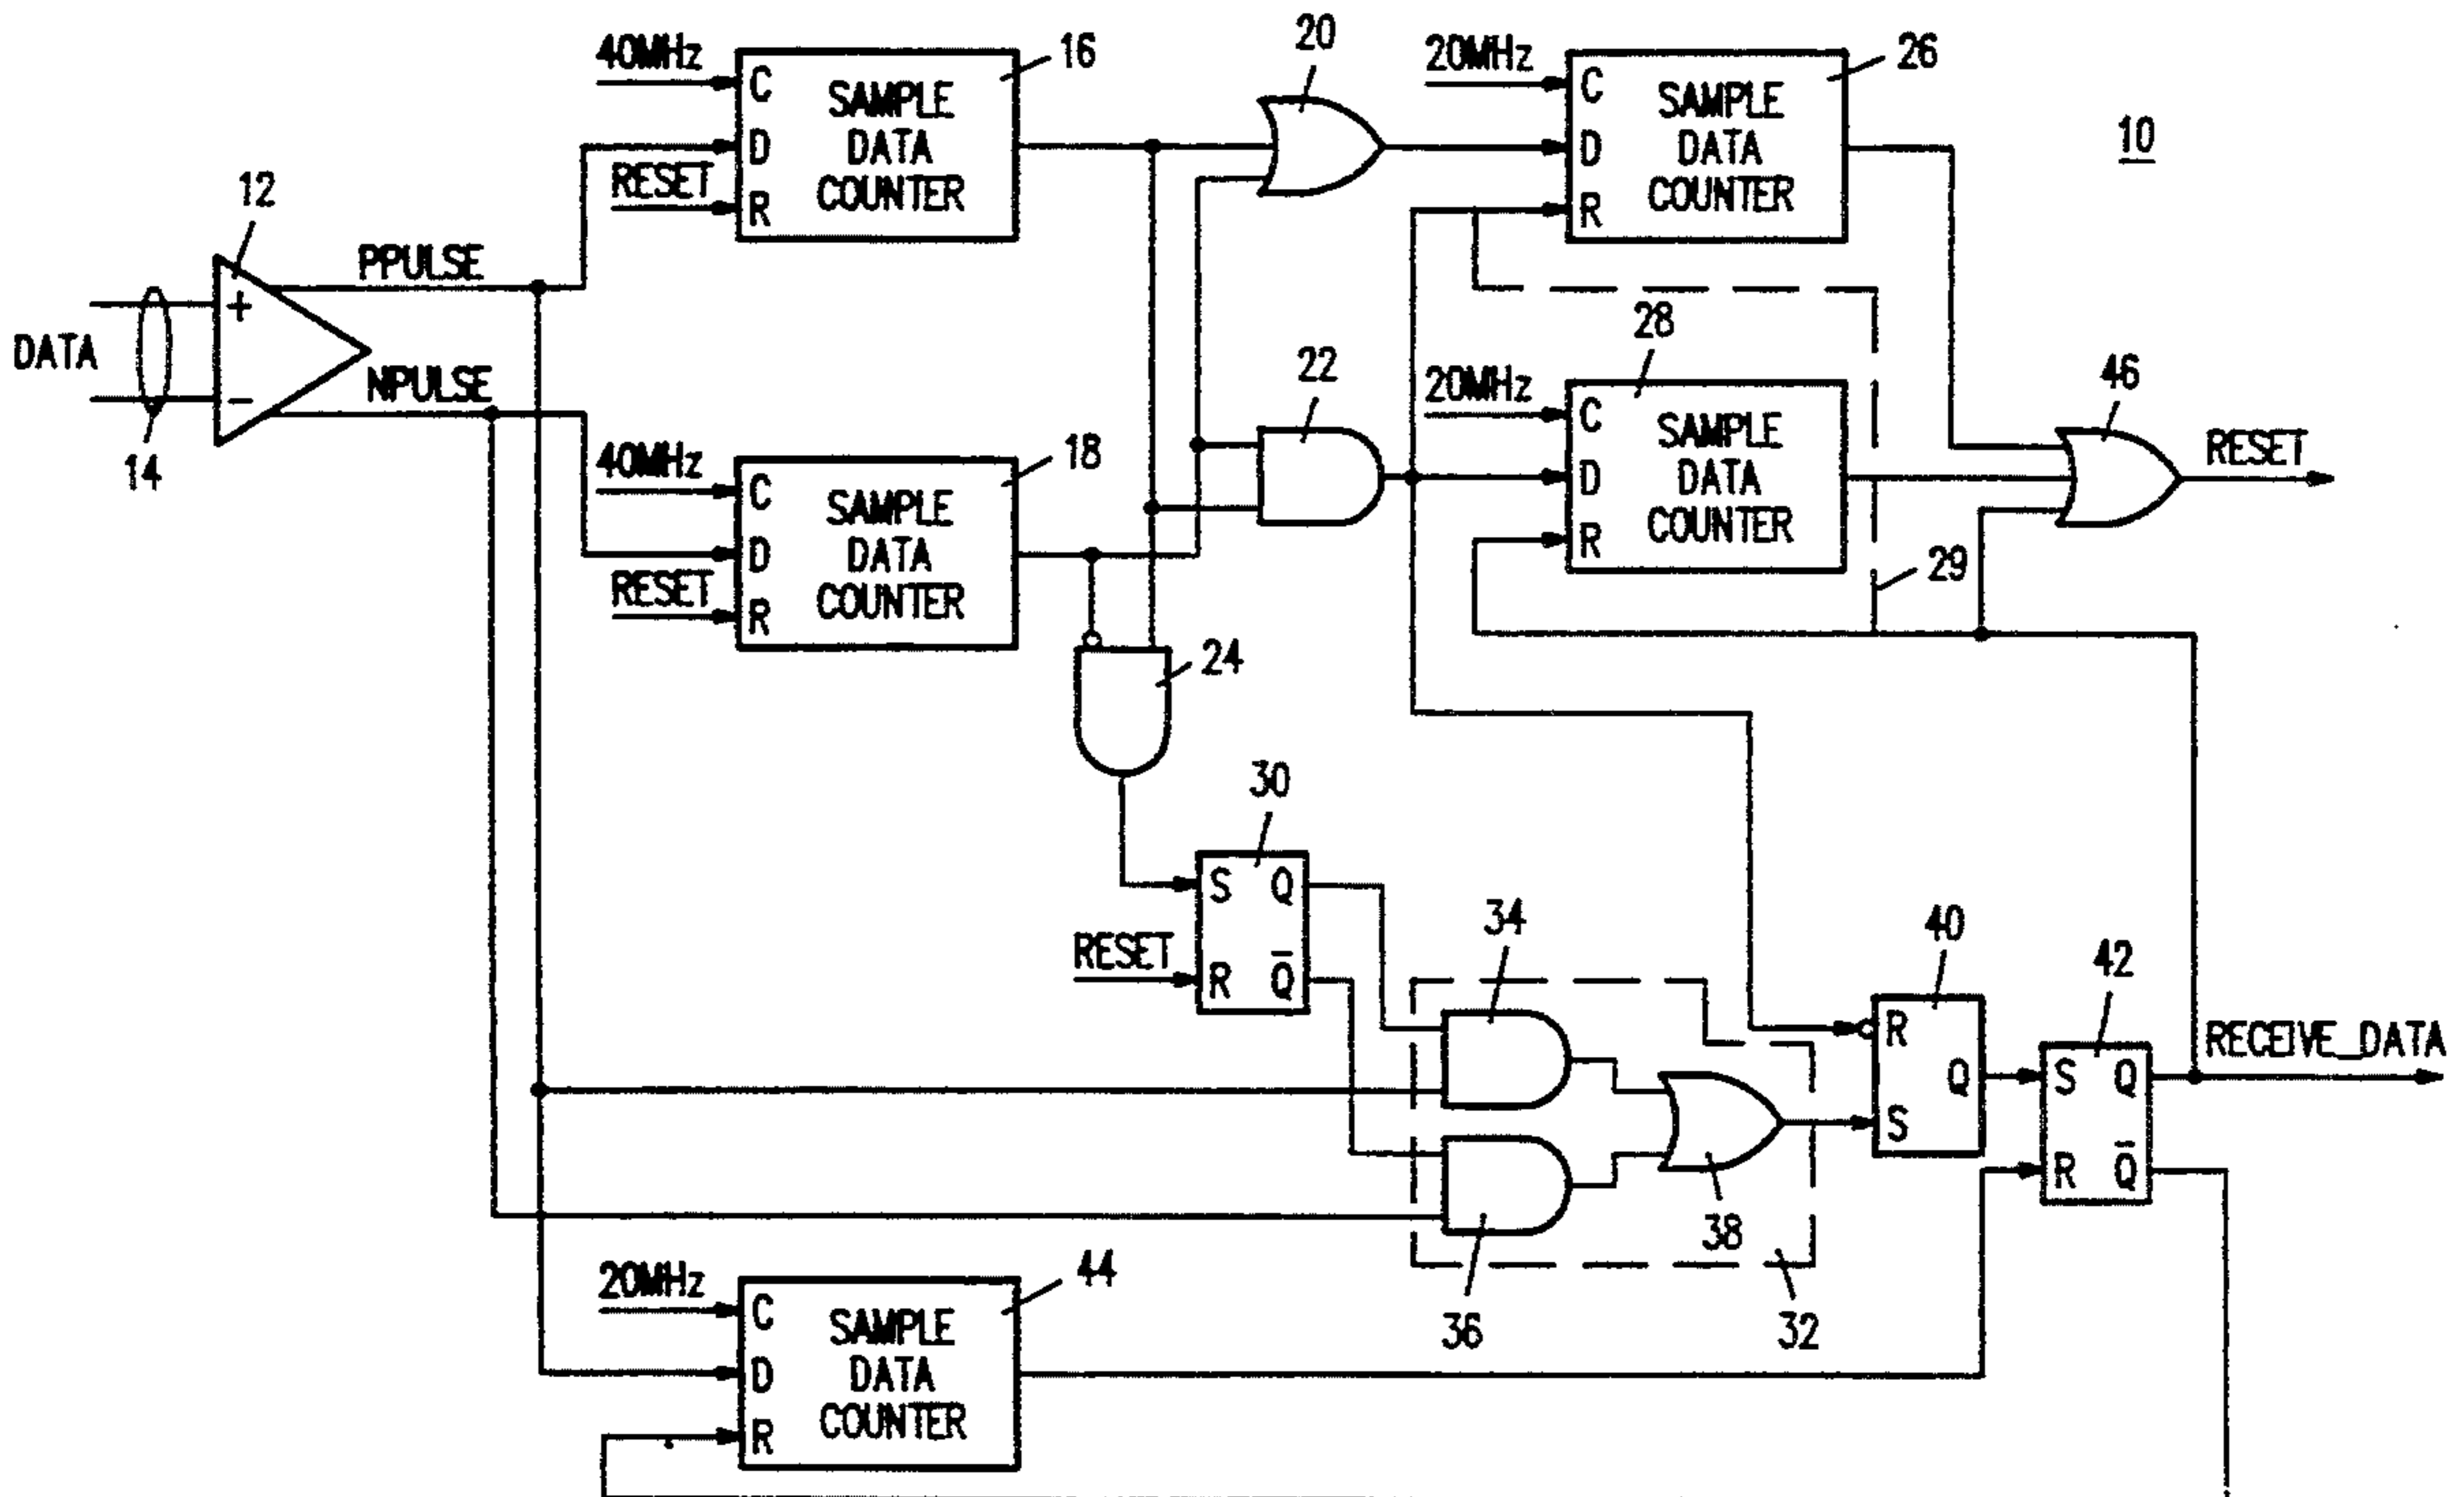 40MHz
C
D
RESET
R
SAMPLE
DATA
COUNTER
16
20
20MHz
C
D
R
SAMPLE
DATA
COUNTER
26
10
12
PPULSE
DATA
+
-
NPULSE
14
40MHz
C
D
RESET
R
SAMPLE
DATA
COUNTER
18
22
28
20MHz
C
D
R
SAMPLE
DATA
COUNTER
29
46
RESET
24
30
S Q
RESET
R Q̅
34
36
38
32
40
R
Q
S
42
S Q
R Q̅
RECEIVE_DATA
20MHz
C
D
R
SAMPLE
DATA
COUNTER
44